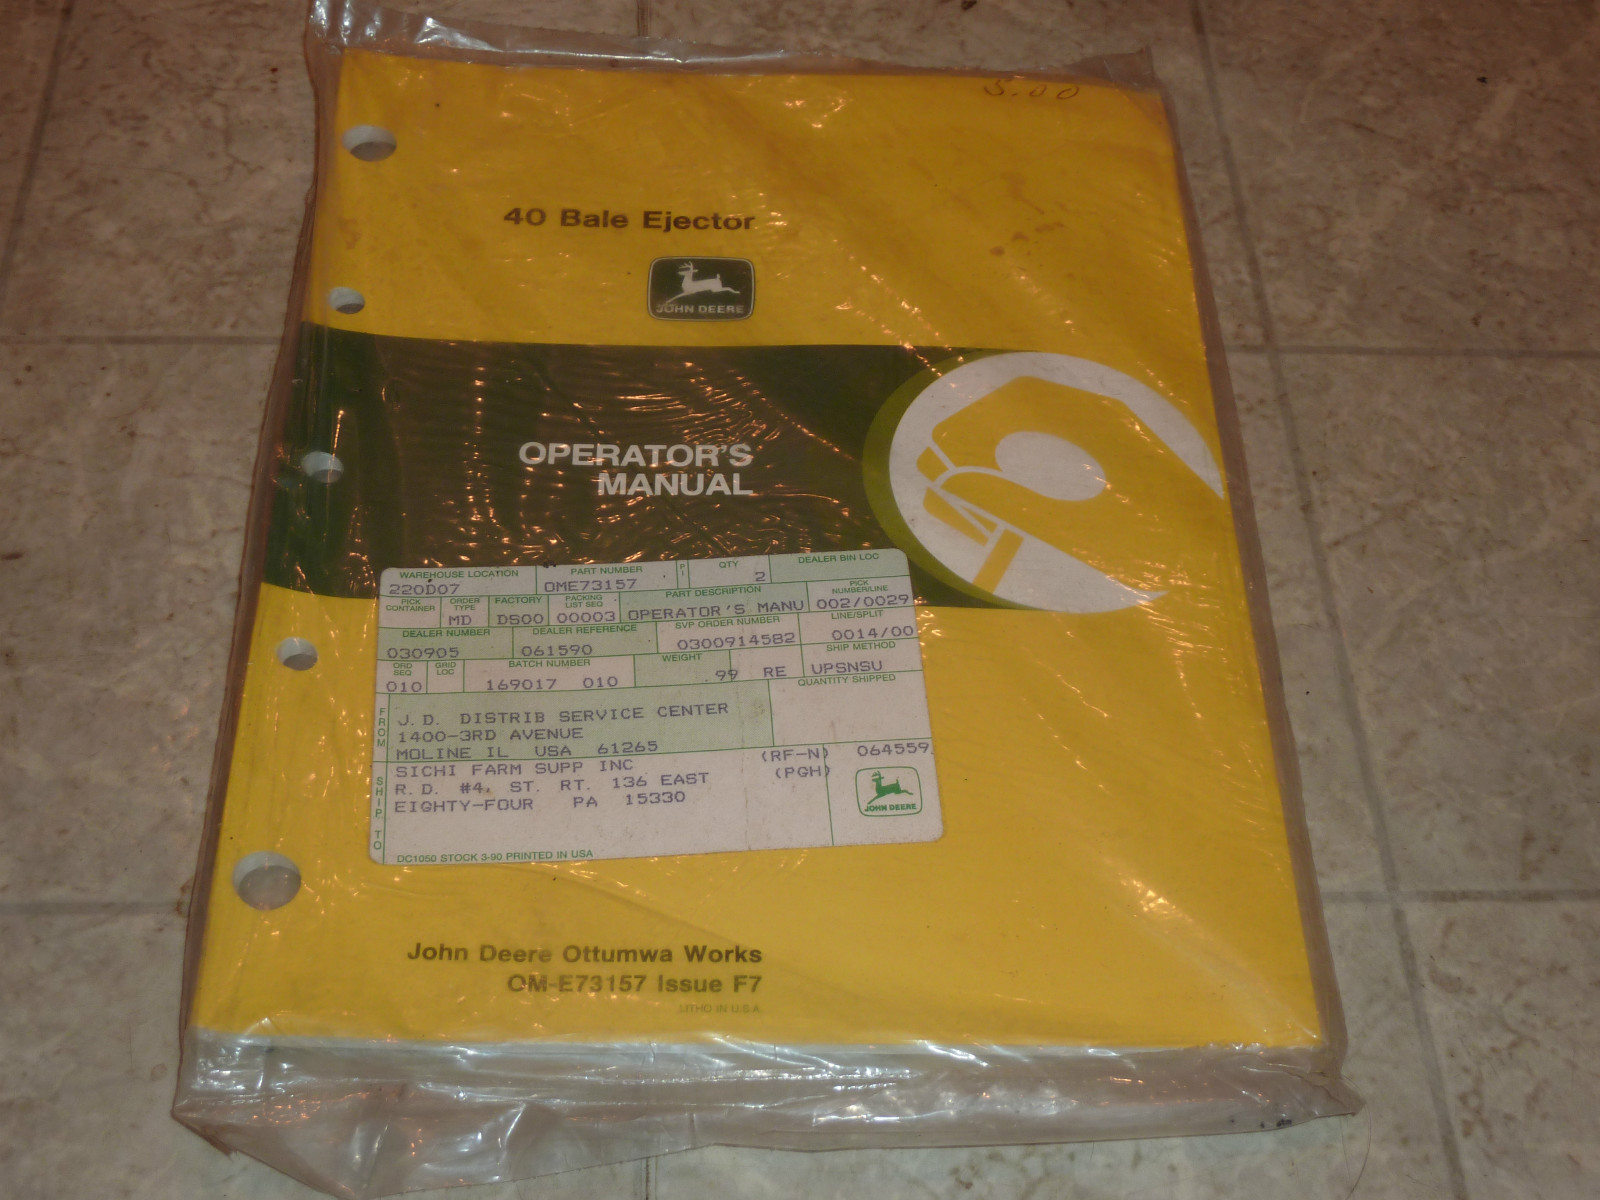 5.00
40 Bale Ejector
JOHN DEERE
OPERATOR'S
MANUAL
WAREHOUSE LOCATION PART NUMBER P I QTY DEALER BIN LOC
220D07 OME73157 2
PICK CONTAINER ORDER TYPE FACTORY PACKING LIST SEQ PART DESCRIPTION PICK NUMBER/LINE
MD DS00 00003 OPERATOR'S MANU 002/0029
DEALER NUMBER DEALER REFERENCE SVP ORDER NUMBER LINE/SPLIT
030905 061590 0300914582 0014/00
ORD SEQ GRID LOC BATCH NUMBER WEIGHT SHIP METHOD
010 169017 010 99 RE UPSNSU
QUANTITY SHIPPED
FROM
J.D. DISTRIB SERVICE CENTER
1400-3RD AVENUE
MOLINE IL USA 61265 (RF-N) 064559
SHIP TO
SICHI FARM SUPP INC (PGH)
R.D. #4, ST. RT. 136 EAST
EIGHTY-FOUR PA 15330
JOHN DEERE
DC1050 STOCK 3-90 PRINTED IN USA
John Deere Ottumwa Works
OM-E73157 Issue F7
LITHO IN U.S.A.